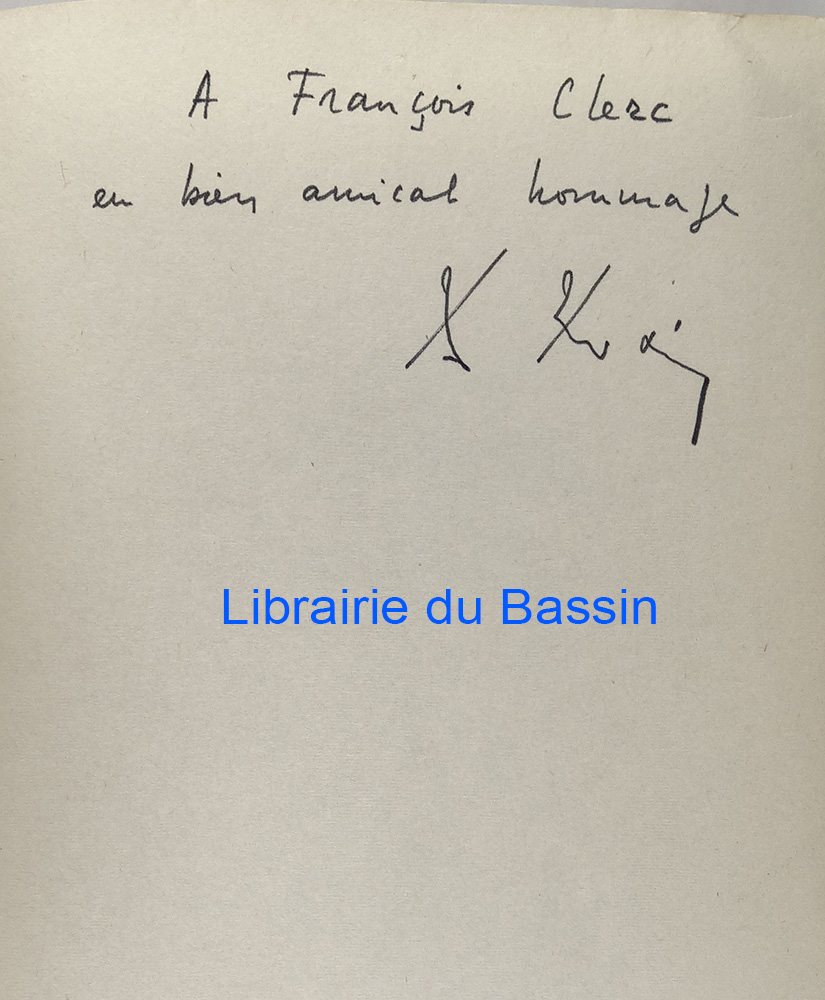 A François Clerc
en bien amical hommage
Librairie du Bassin